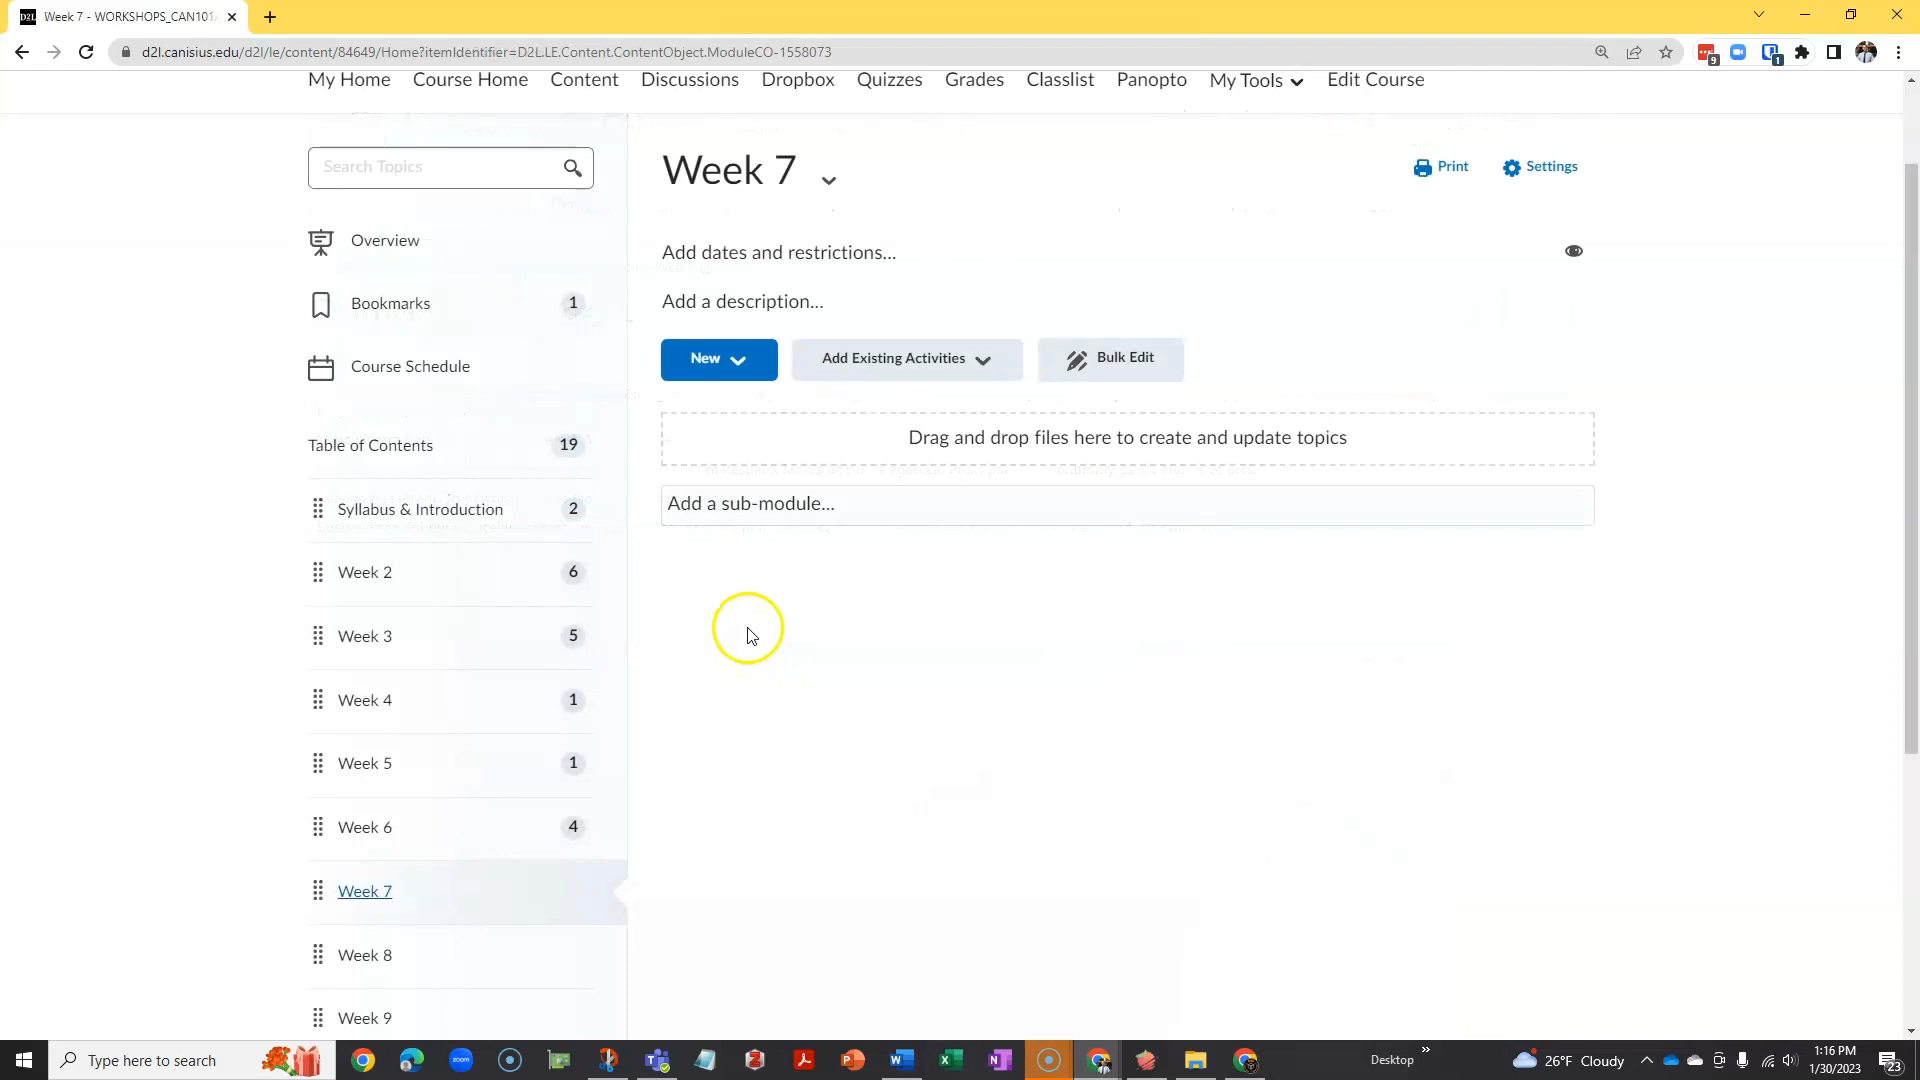 Week 7 - WORKSHOPS_CAN101
d2l.canisius.edu/d2l/le/content/84649/Home?itemIdentifier=D2L.LE.Content.ContentObject.ModuleCO-1558073
9
1
My Home Course Home Content Discussions Dropbox Quizzes Grades Classlist Panopto My Tools Edit Course
Search Topics
Overview
Bookmarks 1
Course Schedule
Table of Contents 19
Syllabus & Introduction 2
Week 2 6
Week 3 5
Week 4 1
Week 5 1
Week 6 4
Week 7
Week 8
Week 9
Week 7
Print Settings
Add dates and restrictions...
Add a description...
New Add Existing Activities Bulk Edit
Drag and drop files here to create and update topics
Add a sub-module...
Type here to search
Desktop
26°F Cloudy
1:16 PM
1/30/2023
23